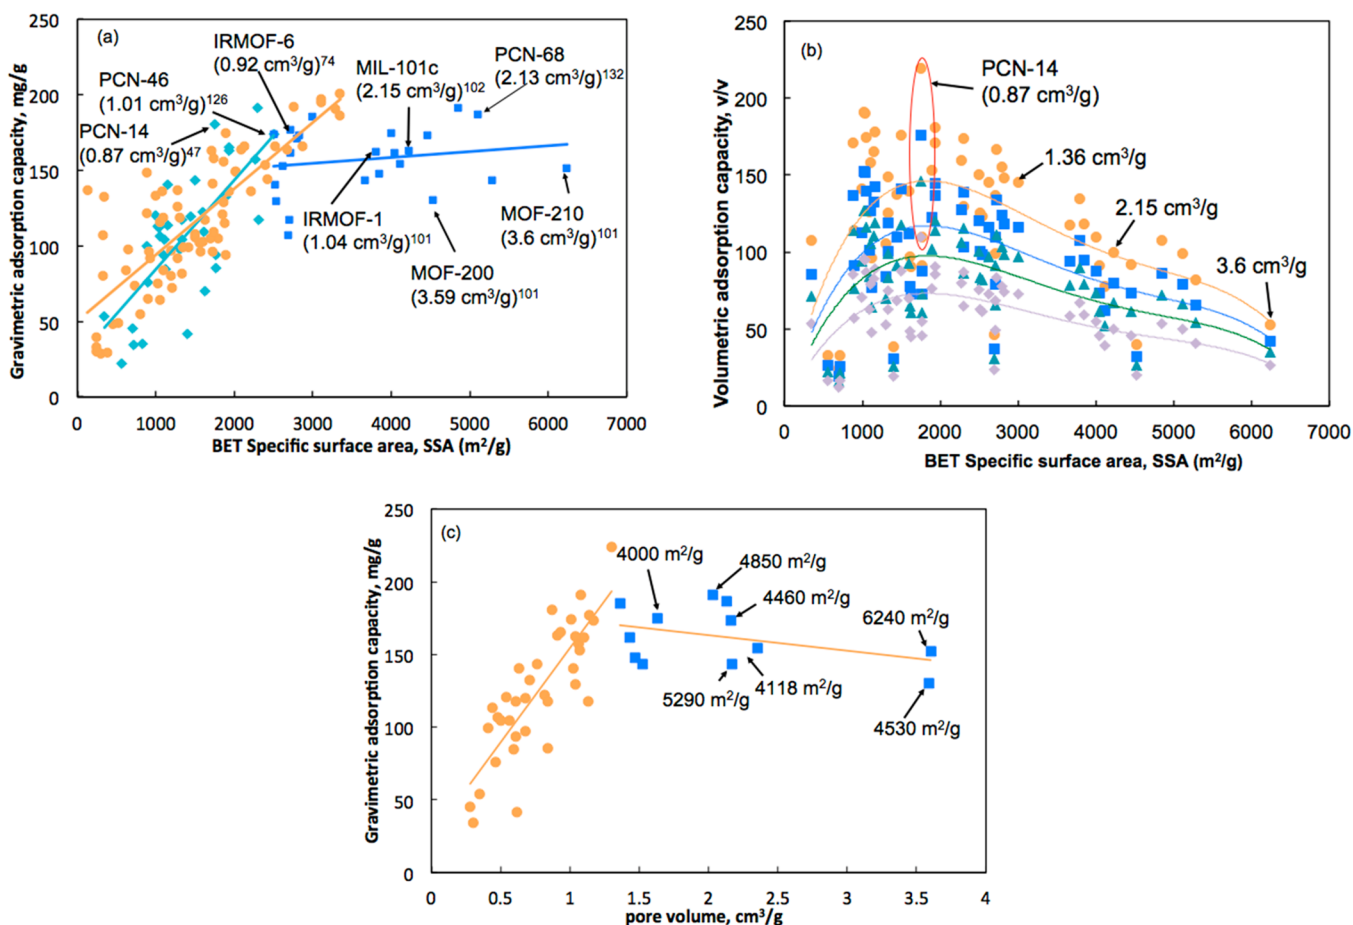 (a)
IRMOF-6
(0.92 cm³/g)⁷⁴
PCN-46
(1.01 cm³/g)¹²⁶
PCN-14
(0.87 cm³/g)⁴⁷
MIL-101c
(2.15 cm³/g)¹⁰²
PCN-68
(2.13 cm³/g)¹³²
IRMOF-1
(1.04 cm³/g)¹⁰¹
MOF-200
(3.59 cm³/g)¹⁰¹
MOF-210
(3.6 cm³/g)¹⁰¹
Gravimetric adsorption capacity, mg/g
250
200
150
100
50
0
0 1000 2000 3000 4000 5000 6000 7000
BET Specific surface area, SSA (m²/g)
(b)
PCN-14
(0.87 cm³/g)
1.36 cm³/g
2.15 cm³/g
3.6 cm³/g
Volumetric adsorption capacity, v/v
250
200
150
100
50
0
0 1000 2000 3000 4000 5000 6000 7000
BET Specific surface area, SSA (m²/g)
(c)
4000 m²/g
4850 m²/g
4460 m²/g
6240 m²/g
5290 m²/g
4118 m²/g
4530 m²/g
Gravimetric adsorption capacity, mg/g
250
200
150
100
50
0
0 0.5 1 1.5 2 2.5 3 3.5 4
pore volume, cm³/g